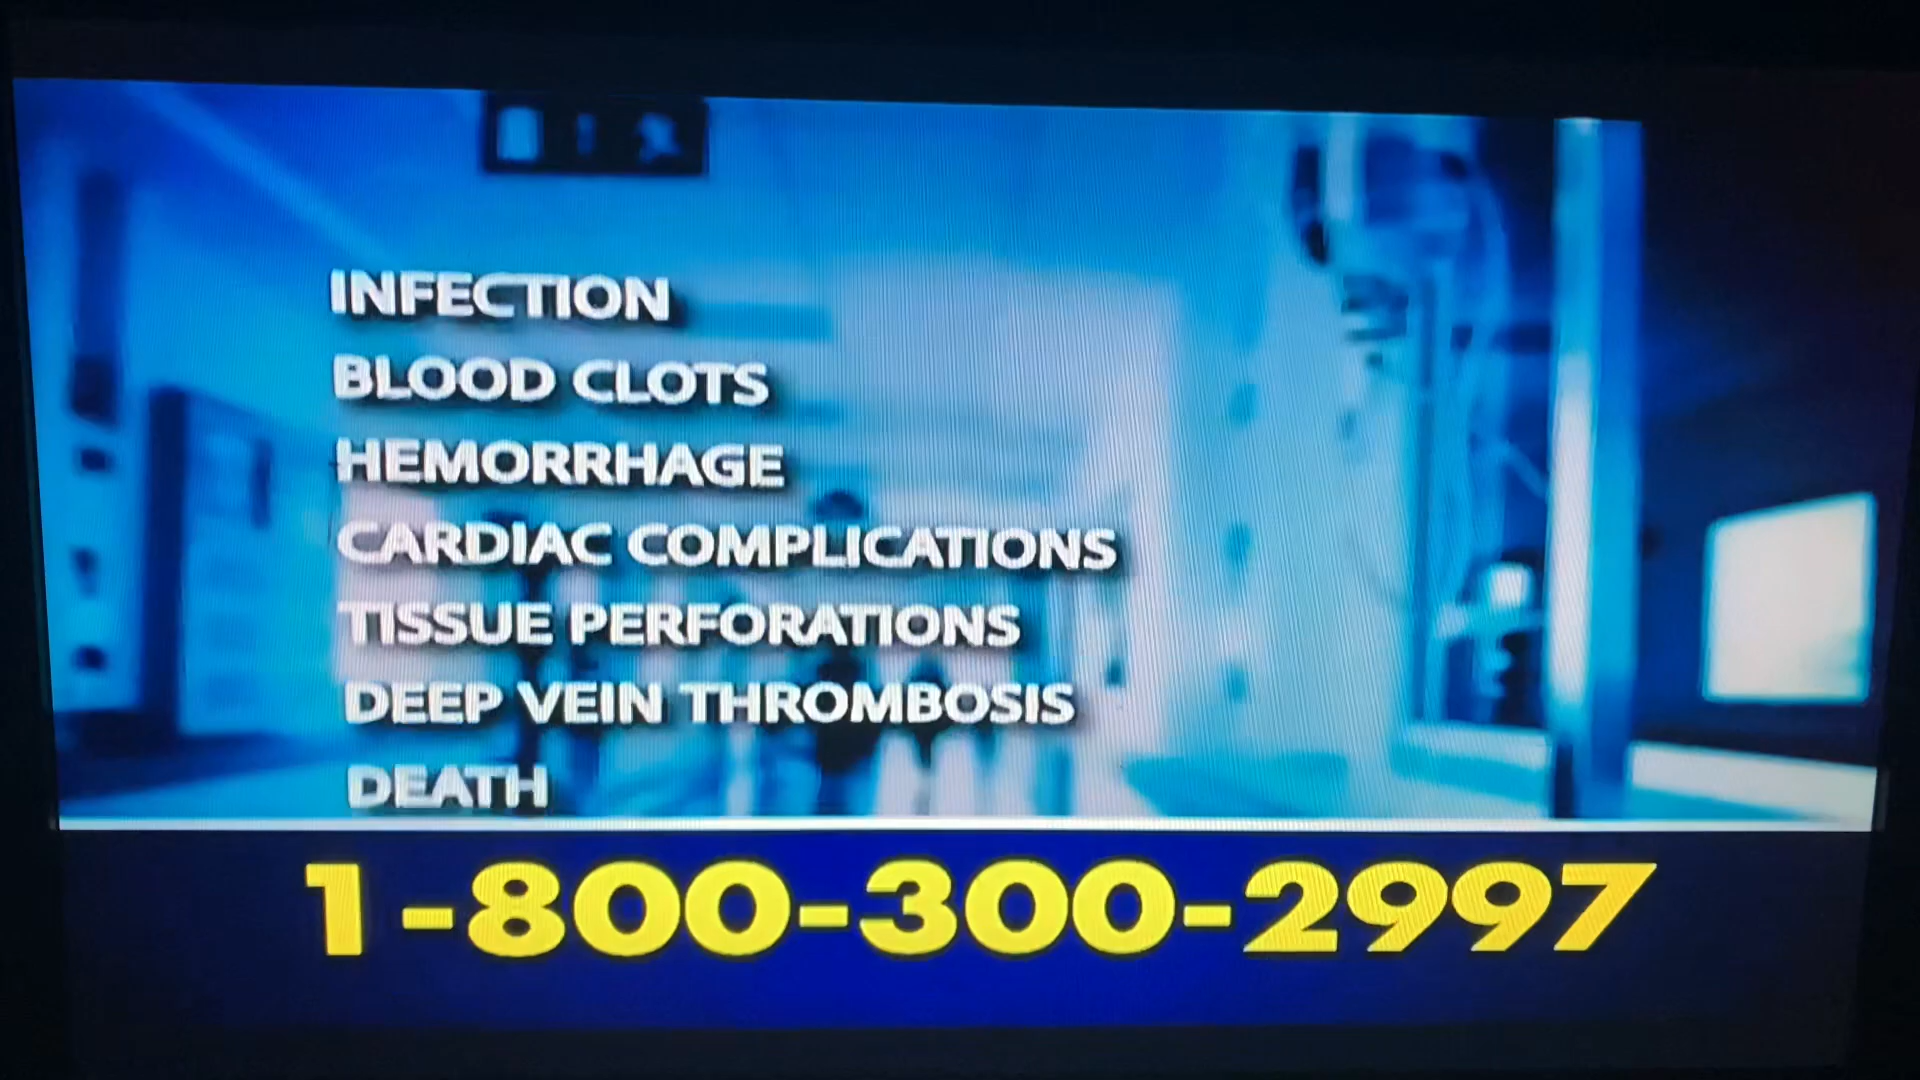 INFECTION
BLOOD CLOTS
HEMORRHAGE
CARDIAC COMPLICATIONS
TISSUE PERFORATIONS
DEEP VEIN THROMBOSIS
DEATH
1-800-300-2997